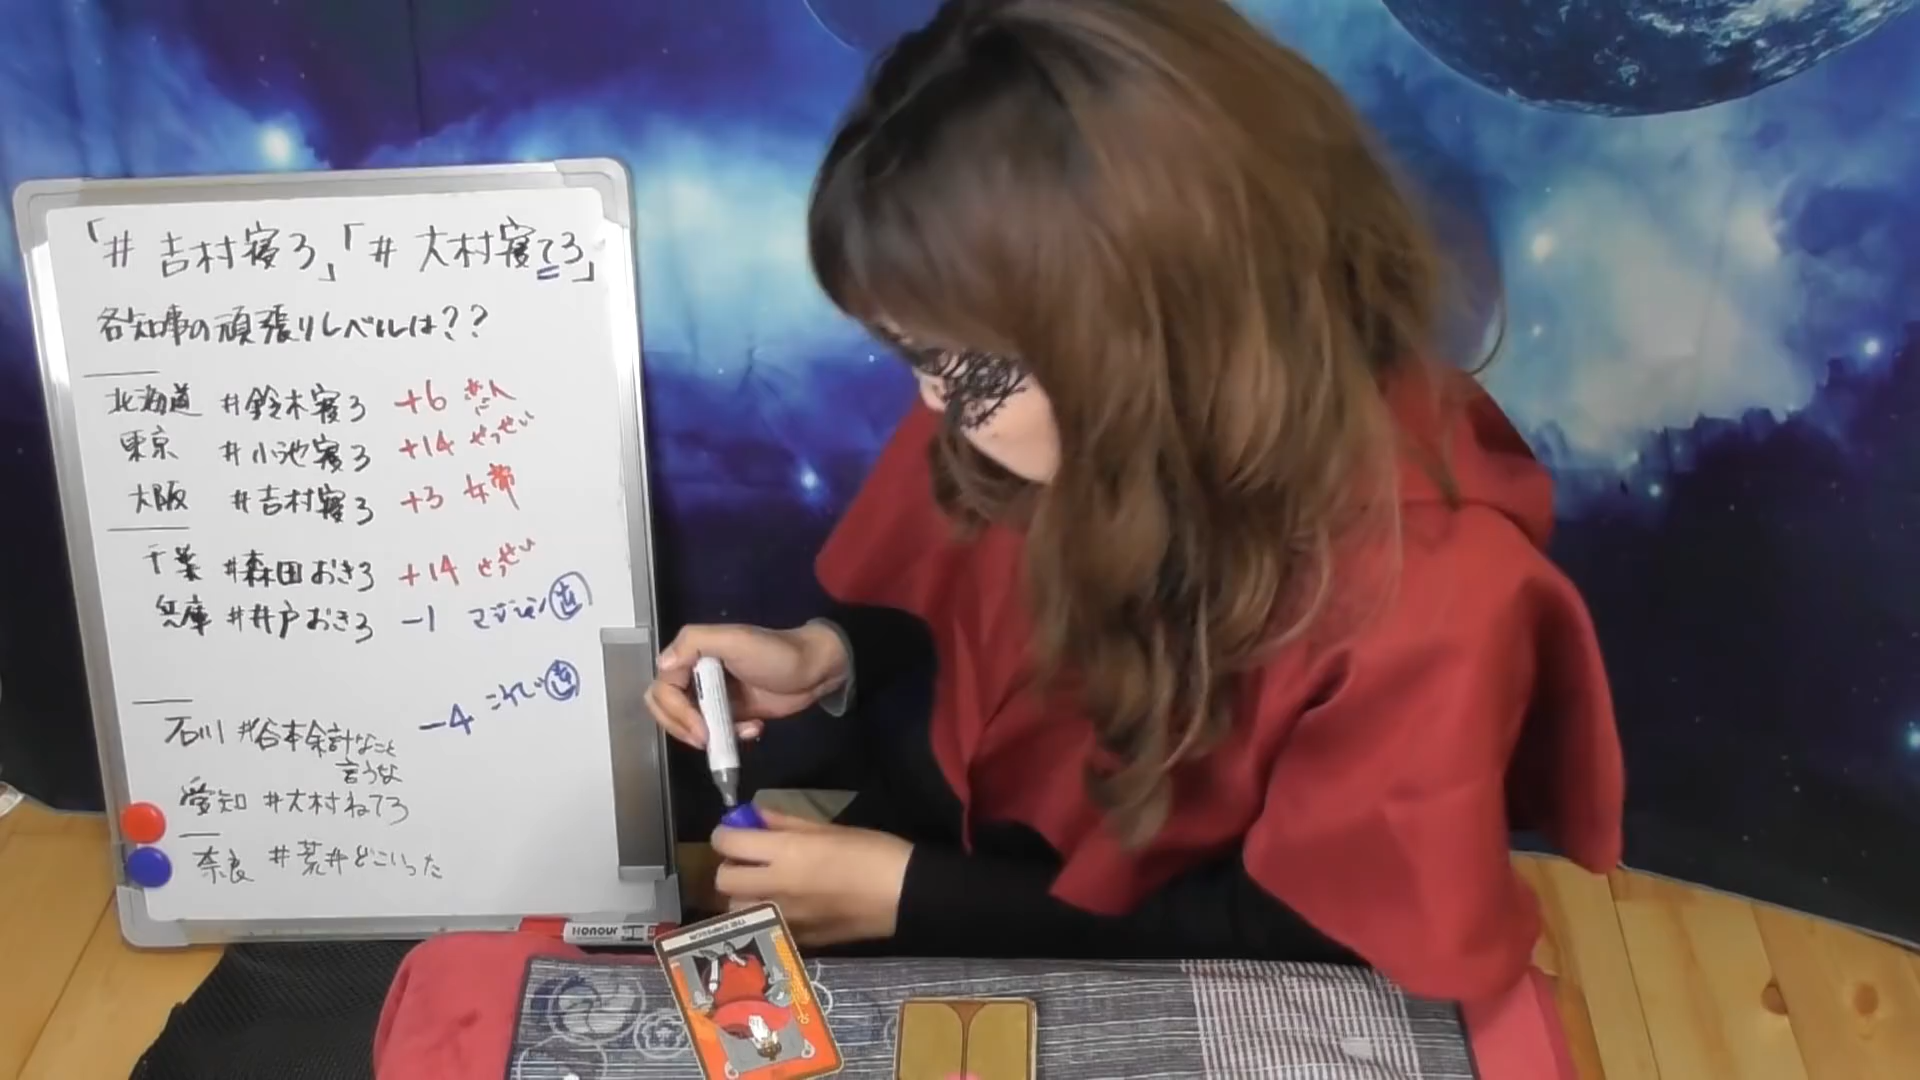 「#吉村寝ろ」「#大村寝てろ」
各知事の頑張りレベルは??
北海道 #鈴木寝ろ +6 恋人
東京 #小池寝ろ +14 せっせい
大阪 #吉村寝ろ +3 女帝
千葉 #森田おきろ +14 せっせい
兵庫 #井戸おきろ -1 マジシャン 逆
石川 #谷本余計なこと言うな -4 こうてい 逆
愛知 #大村ねてろ
奈良 #荒井どこいった
HONOUR